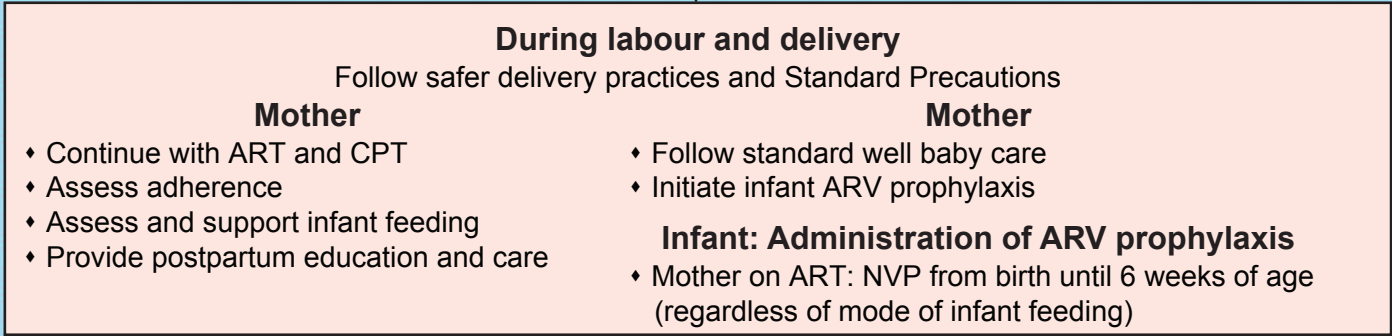 During labour and delivery
Follow safer delivery practices and Standard Precautions
Mother
⬧ Continue with ART and CPT
⬧ Assess adherence
⬧ Assess and support infant feeding
⬧ Provide postpartum education and care
Mother
⬧ Follow standard well baby care
⬧ Initiate infant ARV prophylaxis
Infant: Administration of ARV prophylaxis
⬧ Mother on ART: NVP from birth until 6 weeks of age
(regardless of mode of infant feeding)